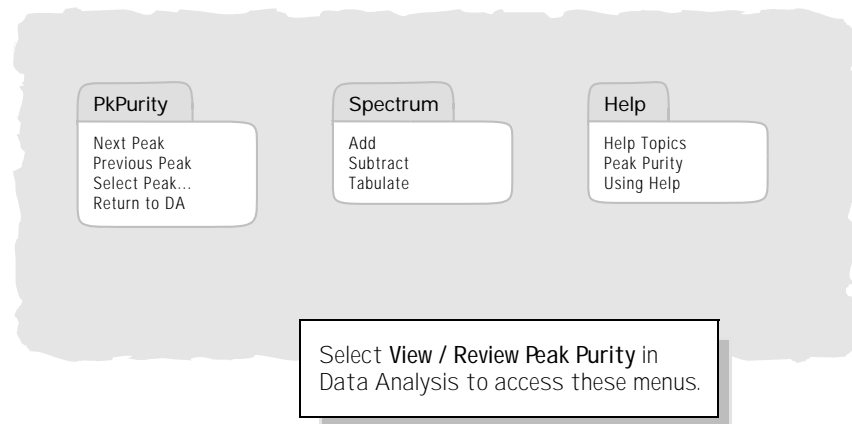 PkPurity
Next Peak
Previous Peak
Select Peak...
Return to DA
Spectrum
Add
Subtract
Tabulate
Help
Help Topics
Peak Purity
Using Help
Select View / Review Peak Purity in
Data Analysis to access these menus.